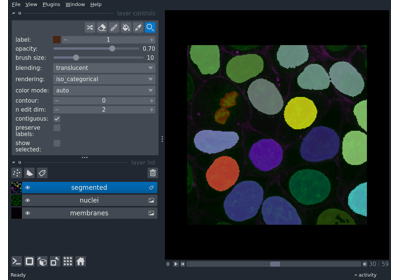 File View Plugins Window Help
layer controls
label: 1
opacity: 0.70
brush size: 10
blending: translucent
rendering: iso_categorical
color mode: auto
contour: 0
n edit dim: 2
contiguous:
preserve
labels:
show
selected:
layer list
segmented
nuclei
membranes
30 59
Ready
activity